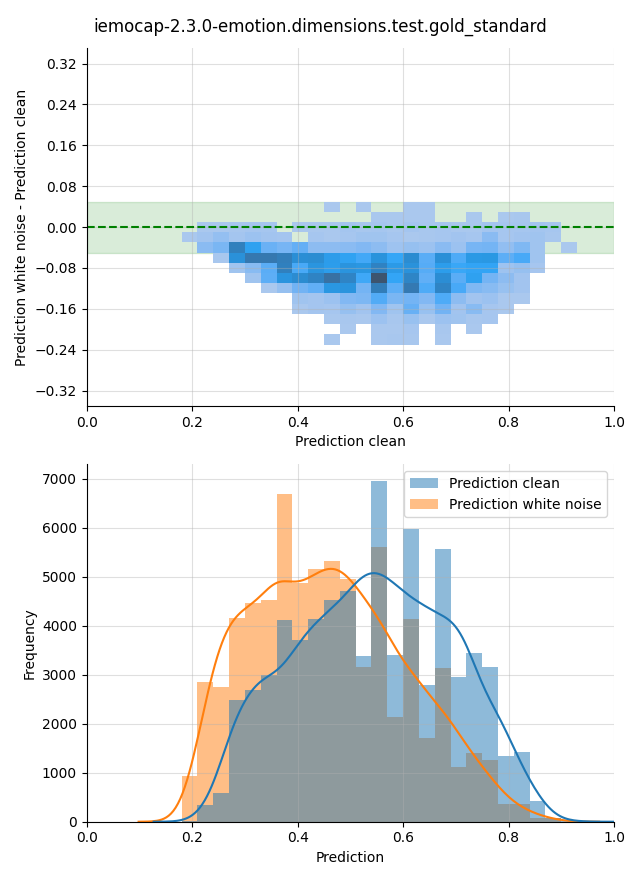 iemocap-2.3.0-emotion.dimensions.test.gold_standard
Prediction white noise - Prediction clean
0.32
0.24
0.16
0.08
0.00
−0.08
−0.16
−0.24
−0.32
0.0 0.2 0.4 0.6 0.8 1.0
Prediction clean
Frequency
7000
6000
5000
4000
3000
2000
1000
0
Prediction clean
Prediction white noise
0.0 0.2 0.4 0.6 0.8 1.0
Prediction